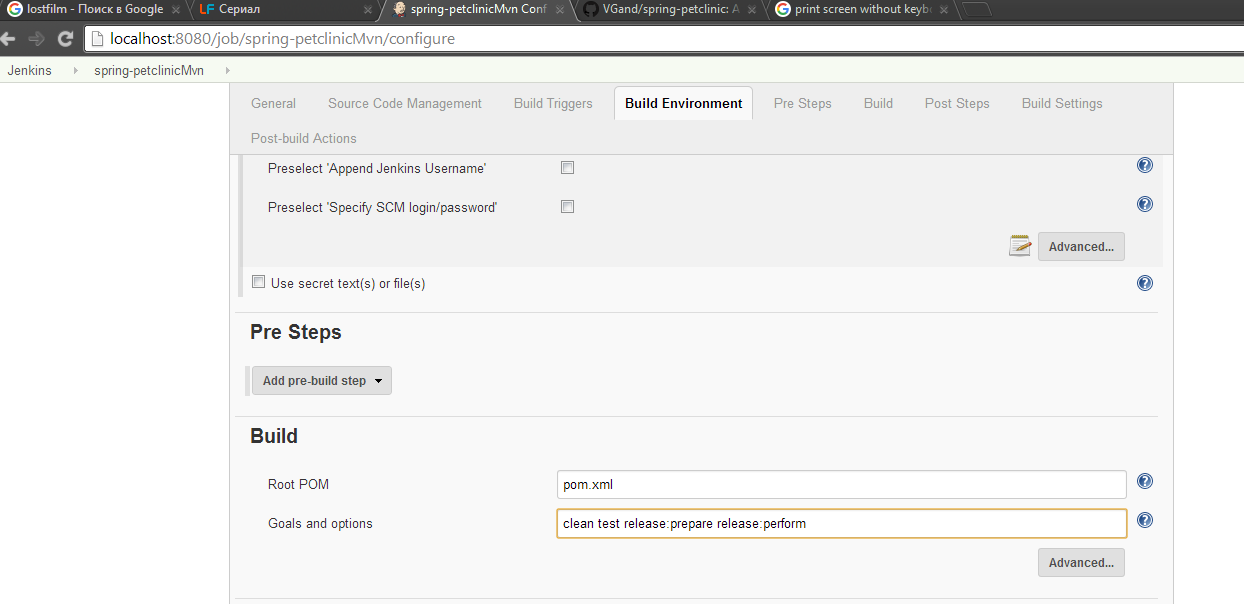 lostfilm - Поиск в Google
LF Сериал
spring-petclinicMvn Conf
VGand/spring-petclinic: A
print screen without keyb
localhost:8080/job/spring-petclinicMvn/configure
Jenkins spring-petclinicMvn
General Source Code Management Build Triggers Build Environment Pre Steps Build Post Steps Build Settings
Post-build Actions
Preselect 'Append Jenkins Username'
Preselect 'Specify SCM login/password'
Advanced...
Use secret text(s) or file(s)
Pre Steps
Add pre-build step
Build
Root POM pom.xml
Goals and options clean test release:prepare release:perform
Advanced...